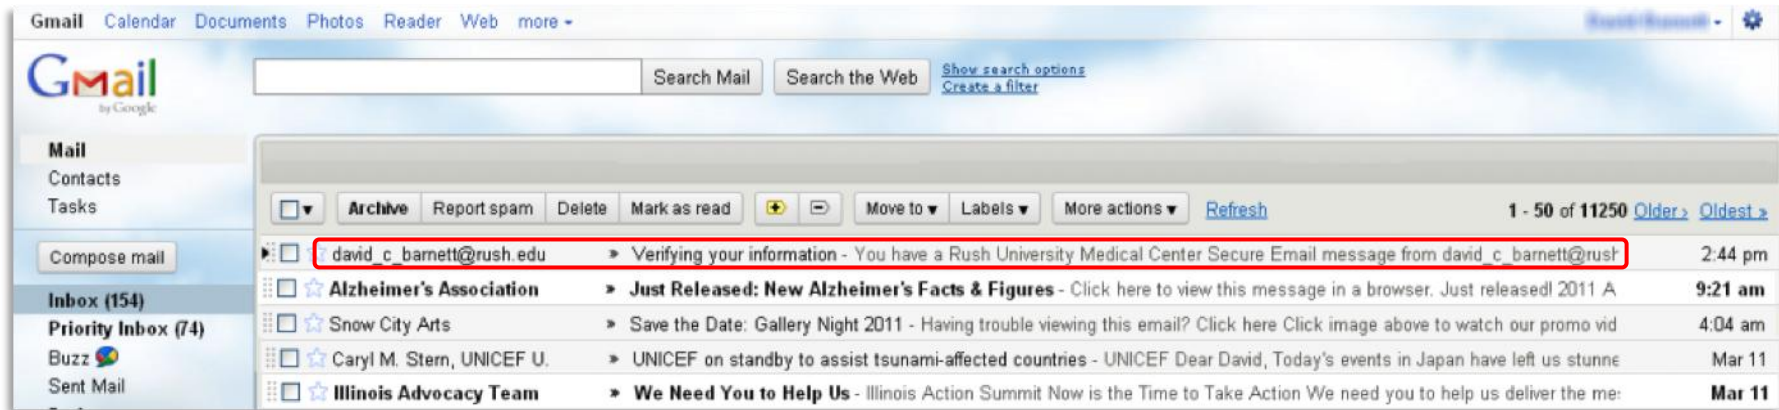 Gmail Calendar Documents Photos Reader Web more
Gmail
by Google
Search Mail Search the Web Show search options
Create a filter
Mail
Contacts
Tasks
Archive Report spam Delete Mark as read Move to Labels More actions Refresh 1 - 50 of 11250 Older › Oldest »
Compose mail
david_c_barnett@rush.edu » Verifying your information - You have a Rush University Medical Center Secure Email message from david_c_barnett@rush 2:44 pm
Inbox (154)
Alzheimer's Association » Just Released: New Alzheimer's Facts & Figures - Click here to view this message in a browser. Just released! 2011 A 9:21 am
Priority Inbox (74)
Snow City Arts » Save the Date: Gallery Night 2011 - Having trouble viewing this email? Click here Click image above to watch our promo vid 4:04 am
Buzz
Caryl M. Stern, UNICEF U. » UNICEF on standby to assist tsunami-affected countries - UNICEF Dear David, Today's events in Japan have left us stunne Mar 11
Sent Mail
Illinois Advocacy Team » We Need You to Help Us - Illinois Action Summit Now is the Time to Take Action We need you to help us deliver the me Mar 11